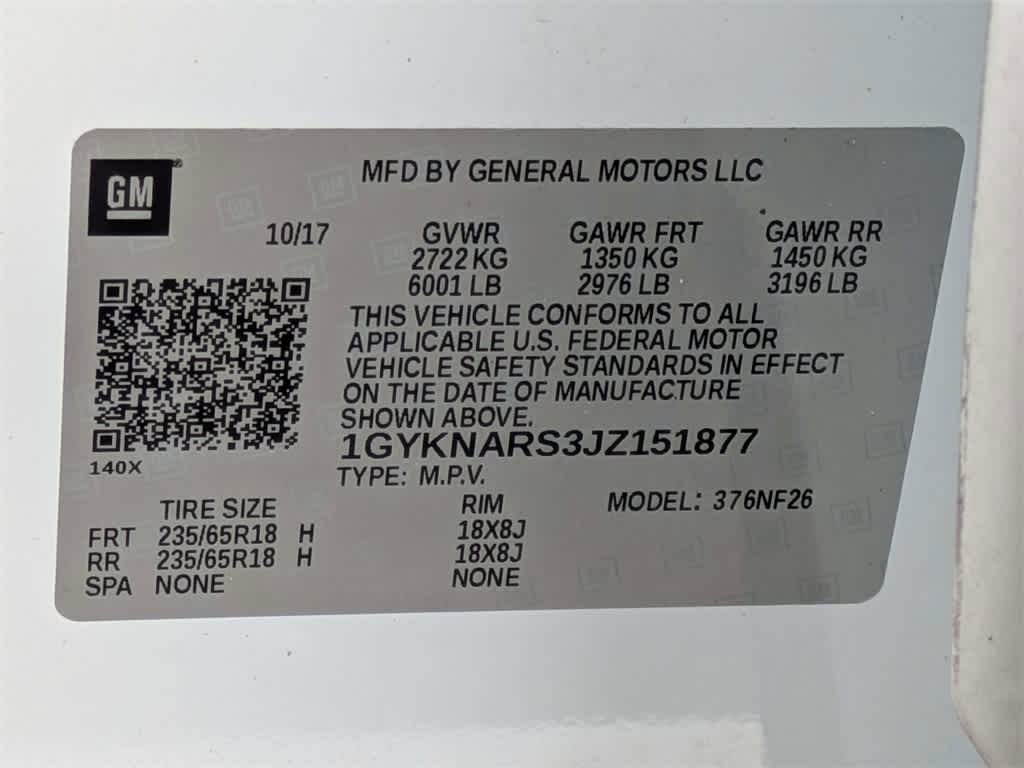 GM
MFD BY GENERAL MOTORS LLC
10/17 GVWR GAWR FRT GAWR RR
2722 KG 1350 KG 1450 KG
6001 LB 2976 LB 3196 LB
THIS VEHICLE CONFORMS TO ALL
APPLICABLE U.S. FEDERAL MOTOR
VEHICLE SAFETY STANDARDS IN EFFECT
ON THE DATE OF MANUFACTURE
SHOWN ABOVE.
1GYKNARS3JZ151877
140X
TYPE: M.P.V.
TIRE SIZE RIM MODEL: 376NF26
FRT 235/65R18 H 18X8J
RR 235/65R18 H 18X8J
SPA NONE NONE